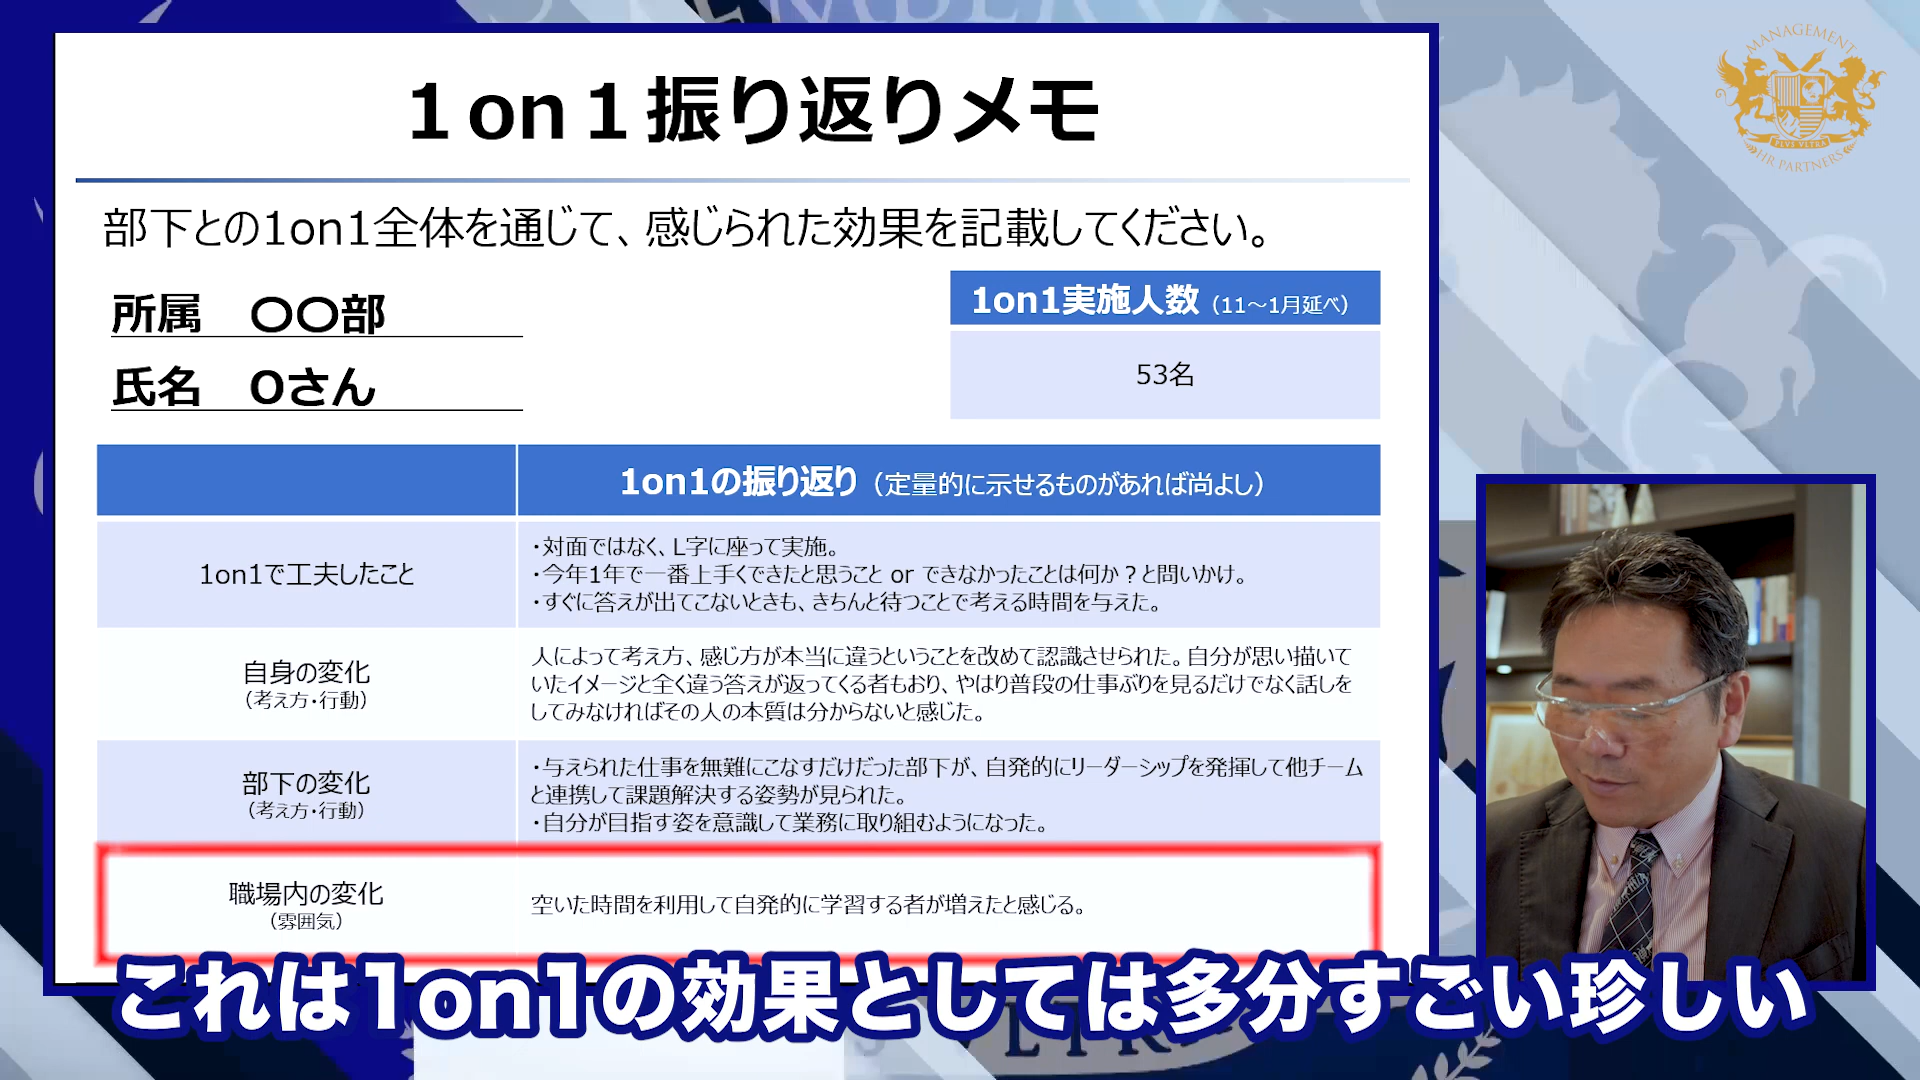 MANAGEMENT
PLVS VLTRA
HR PARTNERS
1on1振り返りメモ
部下との1on1全体を通じて、感じられた効果を記載してください。
所属 〇〇部
氏名 Oさん
1on1実施人数（11～1月延べ）
53名
1on1の振り返り（定量的に示せるものがあれば尚よし）
1on1で工夫したこと
・対面ではなく、L字に座って実施。
・今年1年で一番上手くできたと思うこと or できなかったことは何か？と問いかけ。
・すぐに答えが出てこないときも、きちんと待つことで考える時間を与えた。
自身の変化
（考え方・行動）
人によって考え方、感じ方が本当に違うということを改めて認識させられた。自分が思い描いて
いたイメージと全く違う答えが返ってくる者もおり、やはり普段の仕事ぶりを見るだけでなく話しを
してみなければその人の本質は分からないと感じた。
部下の変化
（考え方・行動）
・与えられた仕事を無難にこなすだけだった部下が、自発的にリーダーシップを発揮して他チーム
と連携して課題解決する姿勢が見られた。
・自分が目指す姿を意識して業務に取り組むようになった。
職場内の変化
（雰囲気）
空いた時間を利用して自発的に学習する者が増えたと感じる。
これは1on1の効果としては多分すごい珍しい